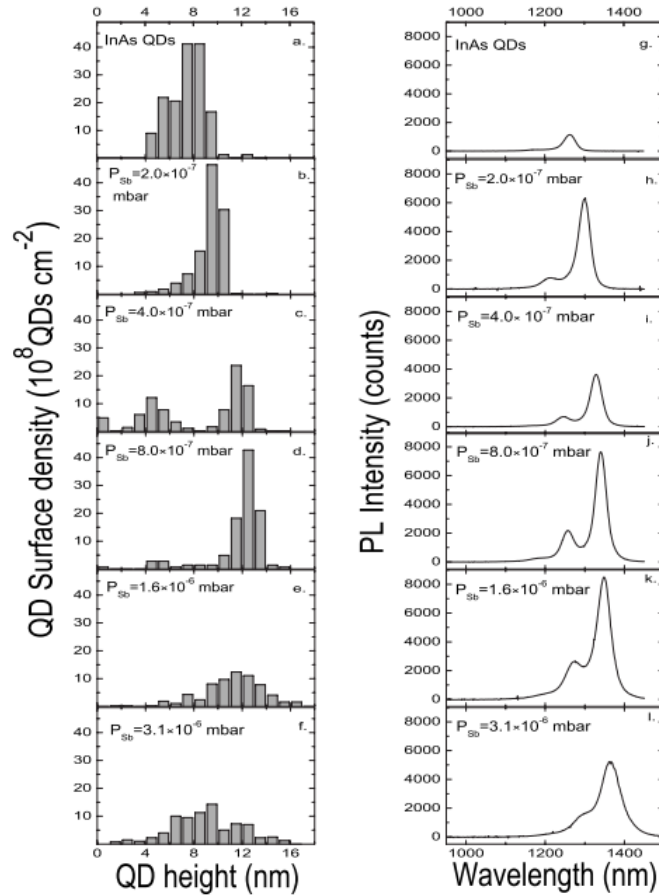 0 4 8 12 16
1000 1200 1400
InAs QDs a.
40
30
20
10
P_Sb=2.0×10^-7 b.
mbar
40
30
20
10
P_Sb=4.0×10^-7 mbar
c.
40
30
20
10
P_Sb=8.0×10^-7 mbar
d.
40
30
20
10
P_Sb=1.6×10^-6 mbar
e.
40
30
20
10
P_Sb=3.1×10^-6 mbar f.
40
30
20
10
0 4 8 12 16
QD height (nm)
QD Surface density (10^8 QDs cm^-2)
InAs QDs g.
8000
6000
4000
2000
0
P_Sb=2.0×10^-7 h.
mbar
8000
6000
4000
2000
0
P_Sb=4.0×10^-7 mbar i.
8000
6000
4000
2000
0
j.
P_Sb=8.0×10^-7 mbar
8000
6000
4000
2000
0
k.
P_Sb=1.6×10^-6 mbar
8000
6000
4000
2000
0
P_Sb=3.1×10^-6 mbar l.
8000
6000
4000
2000
0
1000 1200 1400
Wavelength (nm)
PL Intensity (counts)